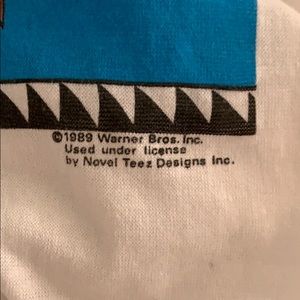 ©1989 Warner Bros. Inc.
Used under license
by Novel Teez Designs Inc.